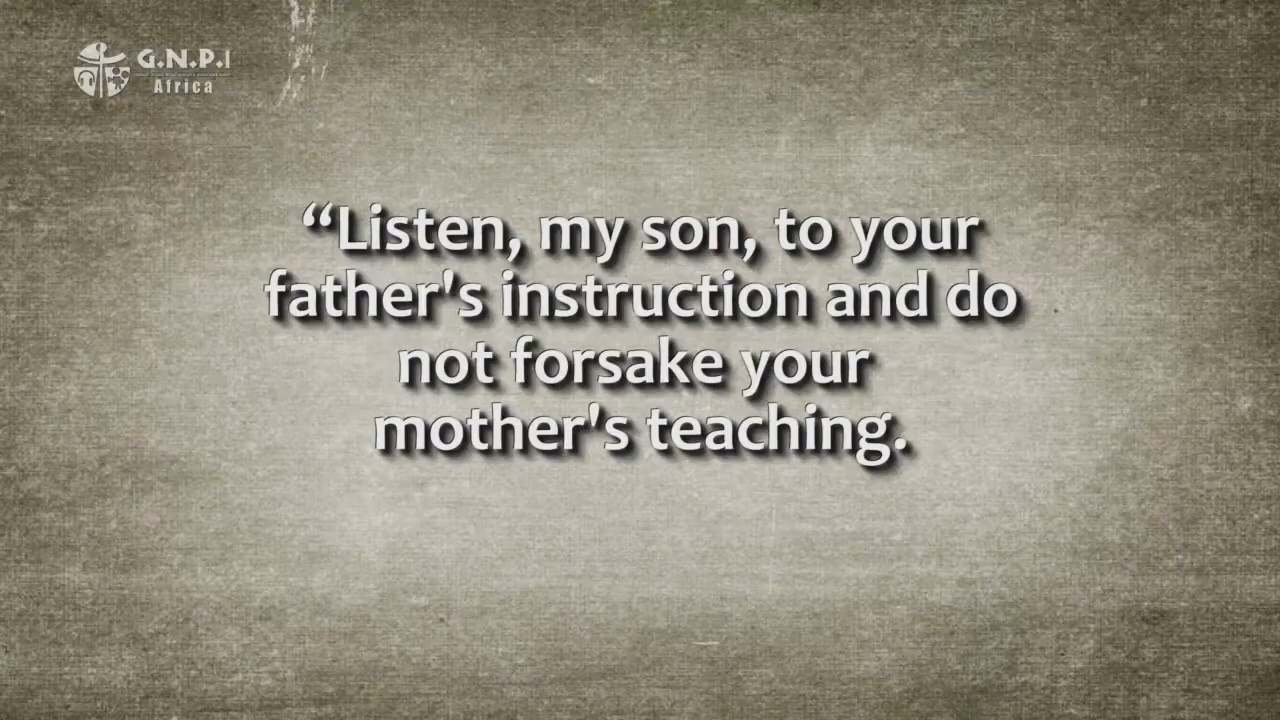 G.N.P.I
Africa
“Listen, my son, to your
father's instruction and do
not forsake your
mother's teaching.